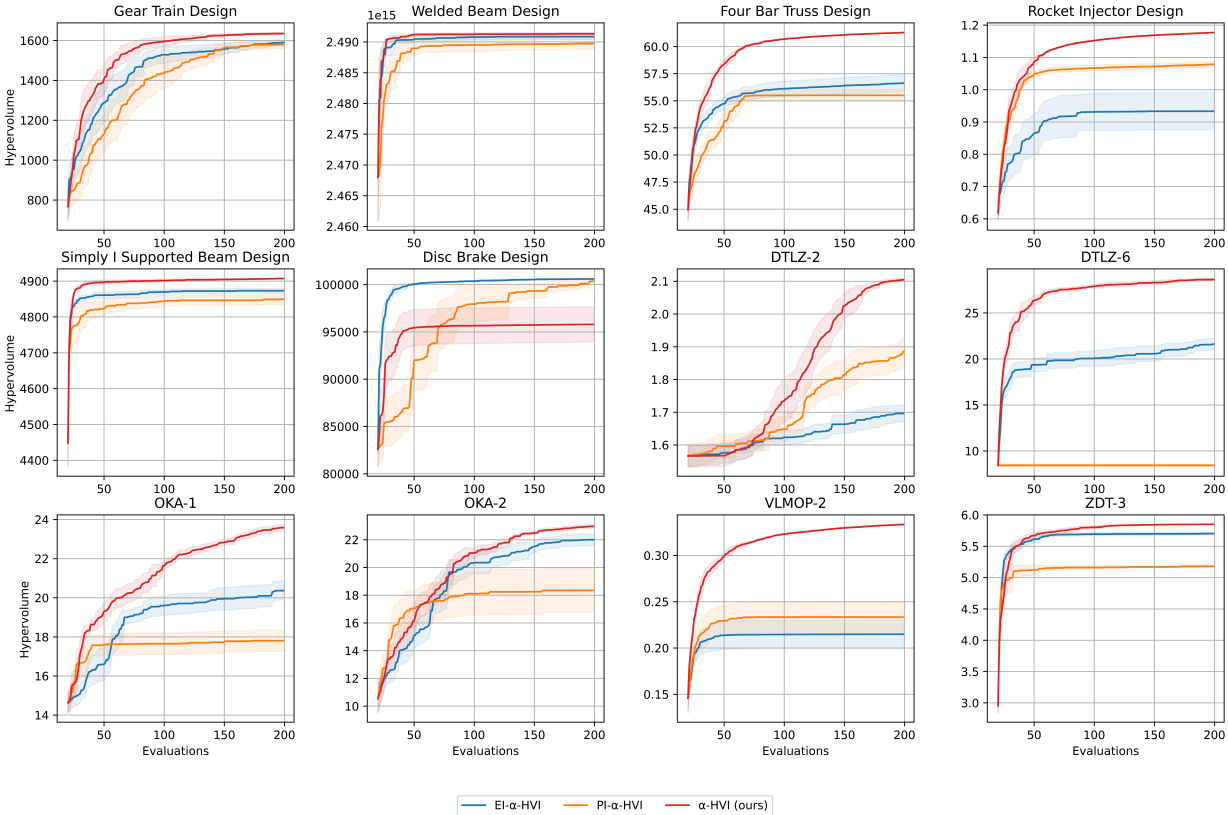 Gear Train Design
Hypervolume
1600
1400
1200
1000
800
50 100 150 200
Welded Beam Design
1e15
2.490
2.485
2.480
2.475
2.470
2.465
2.460
50 100 150 200
Four Bar Truss Design
60.0
57.5
55.0
52.5
50.0
47.5
45.0
50 100 150 200
Rocket Injector Design
1.2
1.1
1.0
0.9
0.8
0.7
0.6
50 100 150 200
Simply I Supported Beam Design
Hypervolume
4900
4800
4700
4600
4500
4400
50 100 150 200
Disc Brake Design
100000
95000
90000
85000
80000
50 100 150 200
DTLZ-2
2.1
2.0
1.9
1.8
1.7
1.6
50 100 150 200
DTLZ-6
25
20
15
10
50 100 150 200
OKA-1
Hypervolume
24
22
20
18
16
14
50 100 150 200
Evaluations
OKA-2
22
20
18
16
14
12
10
50 100 150 200
Evaluations
VLMOP-2
0.30
0.25
0.20
0.15
50 100 150 200
Evaluations
ZDT-3
6.0
5.5
5.0
4.5
4.0
3.5
3.0
50 100 150 200
Evaluations
EI-α-HVI PI-α-HVI α-HVI (ours)